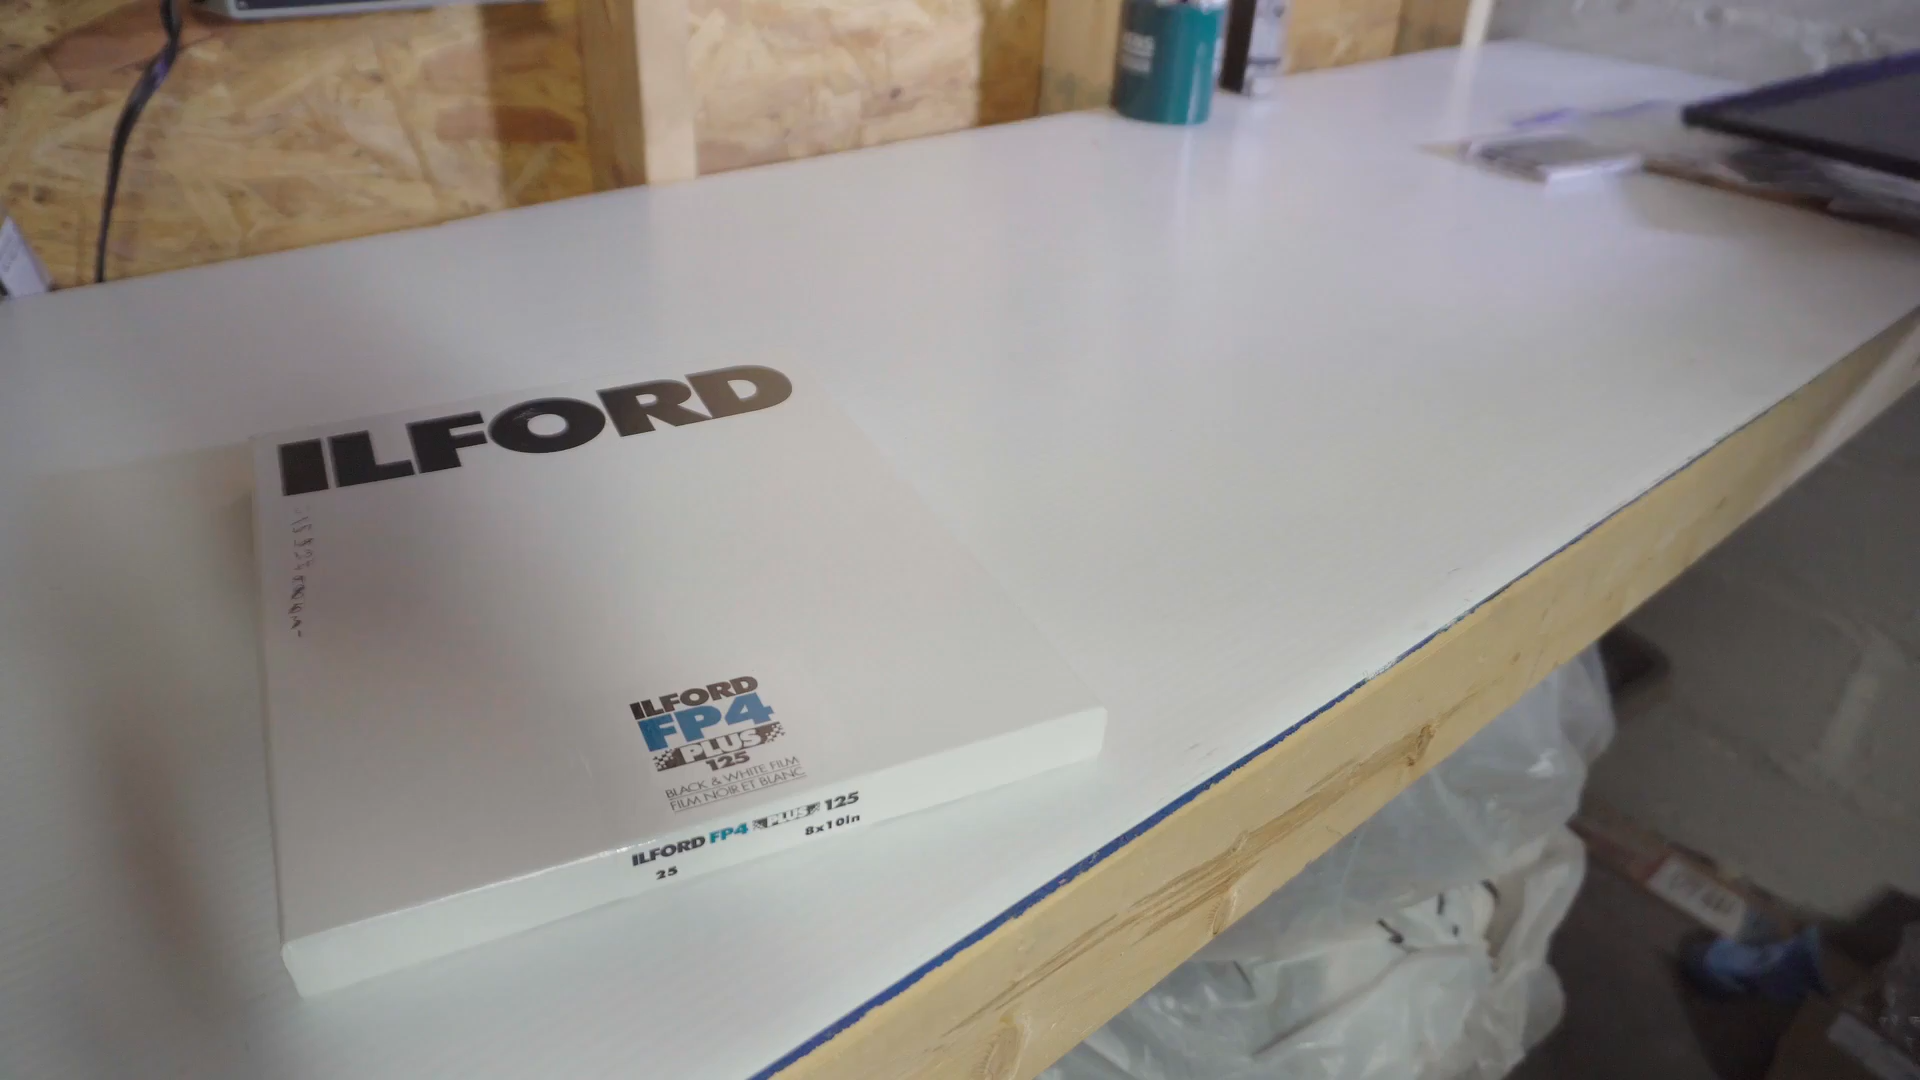 ILFORD
ILFORD
FP4
PLUS
125
BLACK & WHITE FILM
FILM NOIR ET BLANC
ILFORD FP4 PLUS 125
8x10in
25